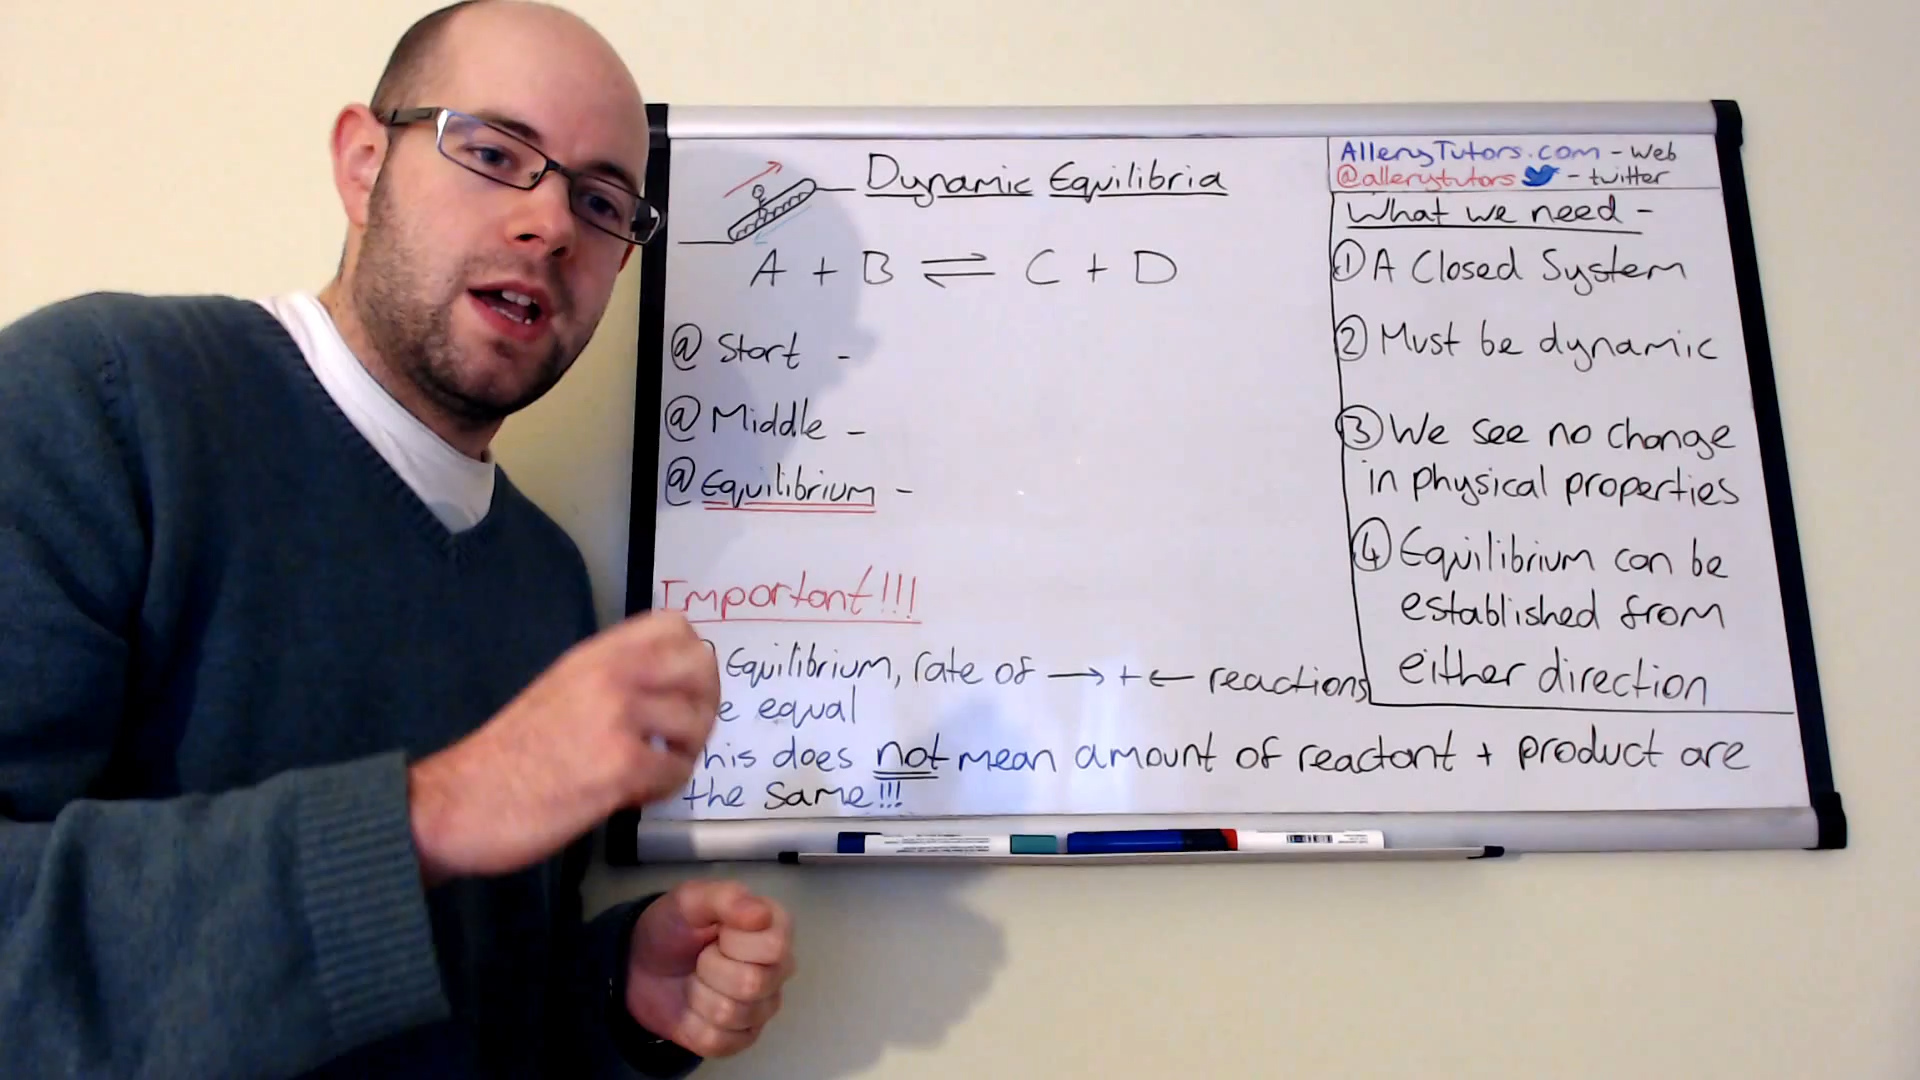 Dynamic Equilibria
A + B ⇌ C + D
@ Start -
@ Middle -
@ Equilibrium -
Important!!!
Equilibrium, rate of → + ← reactions
equal
does not mean amount of reactant + product are
the same!!!
AlleryTutors.com - web
@allerytutors - twitter
What we need -
① A Closed System
② Must be dynamic
③ We see no change
in physical properties
④ Equilibrium can be
established from
either direction